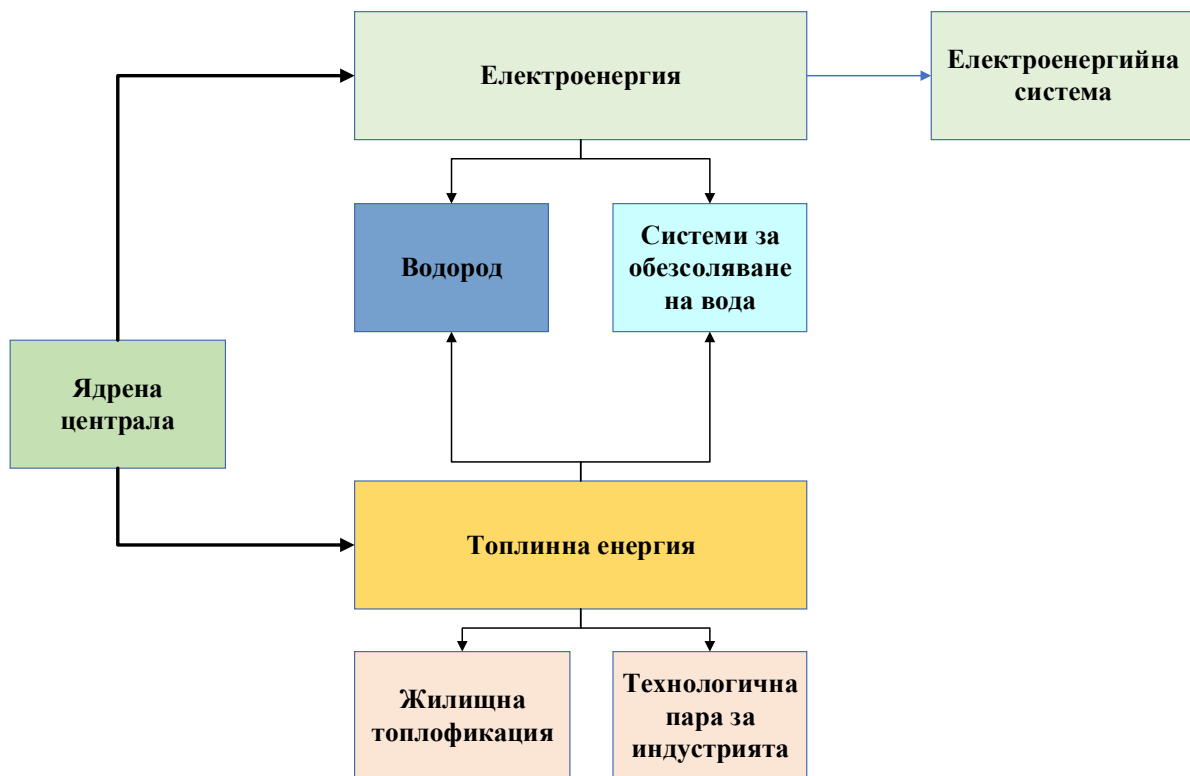 Електроенергия
Електроенергийна
система
Водород
Системи за
обезсоляване
на вода
Ядрена
централа
Топлинна енергия
Жилищна
топлофикация
Технологична
пара за
индустрията